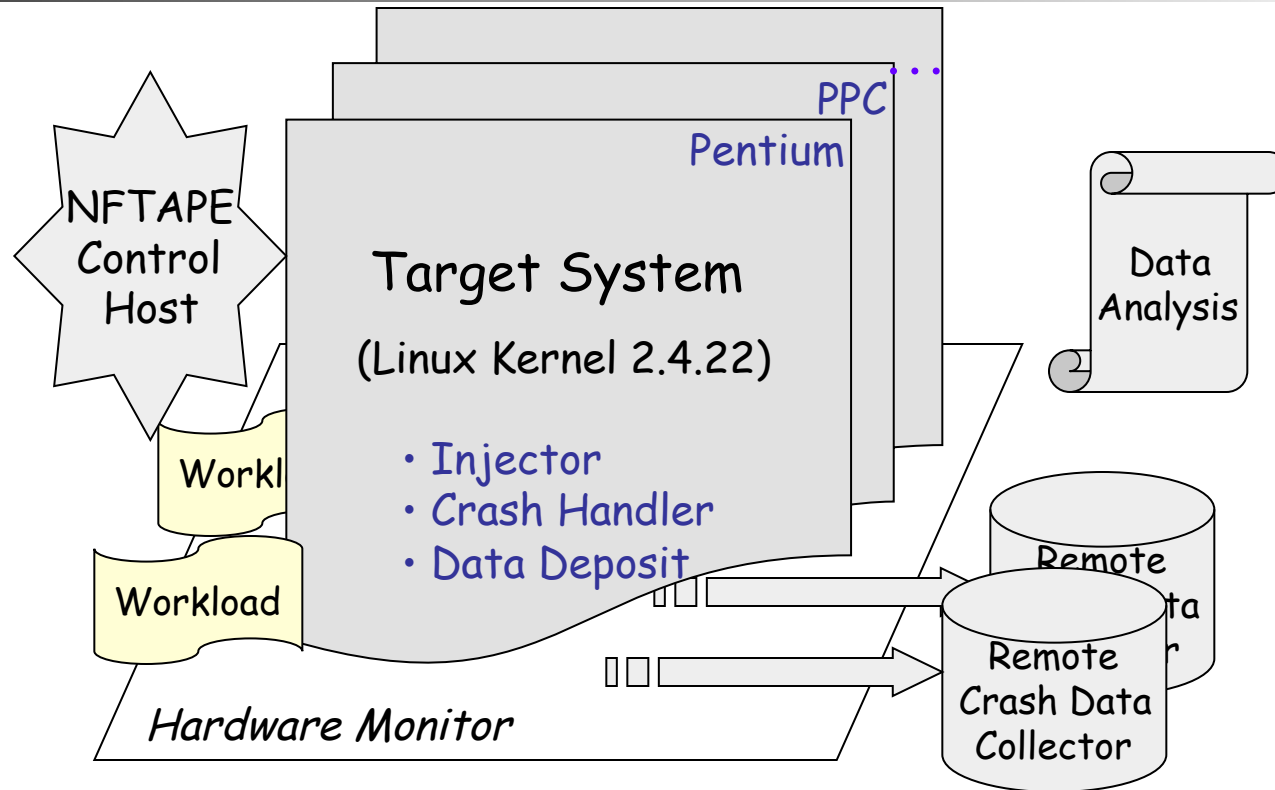 PPC
Pentium
NFTAPE
Control
Host
Target System
(Linux Kernel 2.4.22)
• Injector
• Crash Handler
• Data Deposit
Data
Analysis
Workload
Remote
Remote
Crash Data
Collector
Hardware Monitor